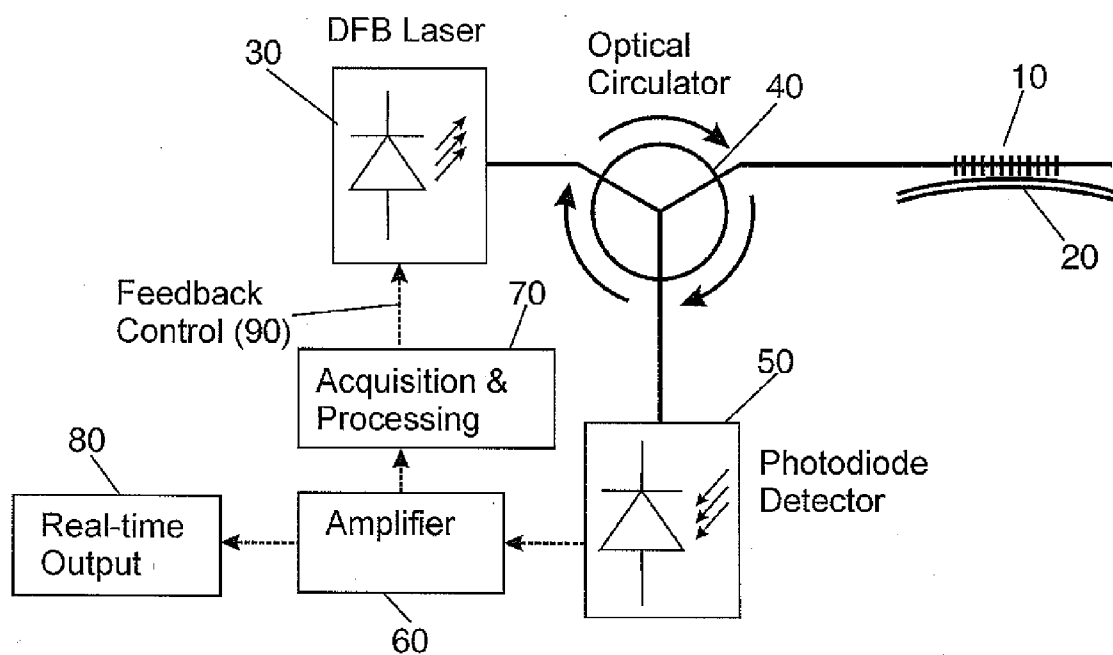 DFB Laser
30
Optical
Circulator
40
10
20
Feedback
Control (90)
70
Acquisition &
Processing
50
80
Photodiode
Detector
Real-time
Output
Amplifier
60